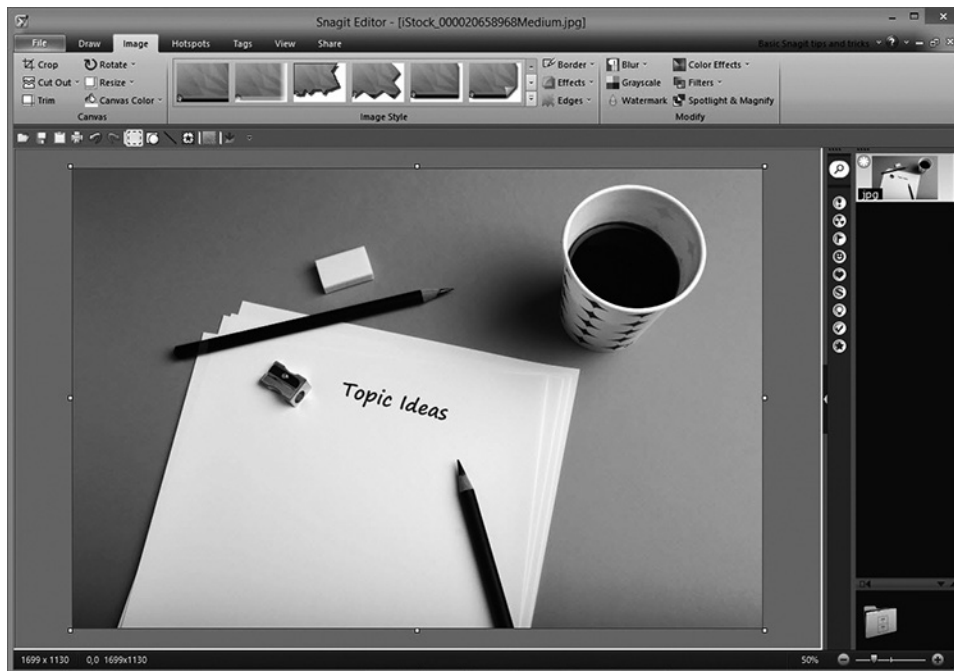 Snagit Editor - [iStock_000020658968Medium.jpg]
File Draw Image Hotspots Tags View Share Basic Snagit tips and tricks
Crop Rotate Border Blur Color Effects
Cut Out Resize Effects Grayscale Filters
Trim Canvas Color Edges Watermark Spotlight & Magnify
Canvas Image Style Modify
jpg
Topic Ideas
1699 x 1130 0,0 1699x1130 50%